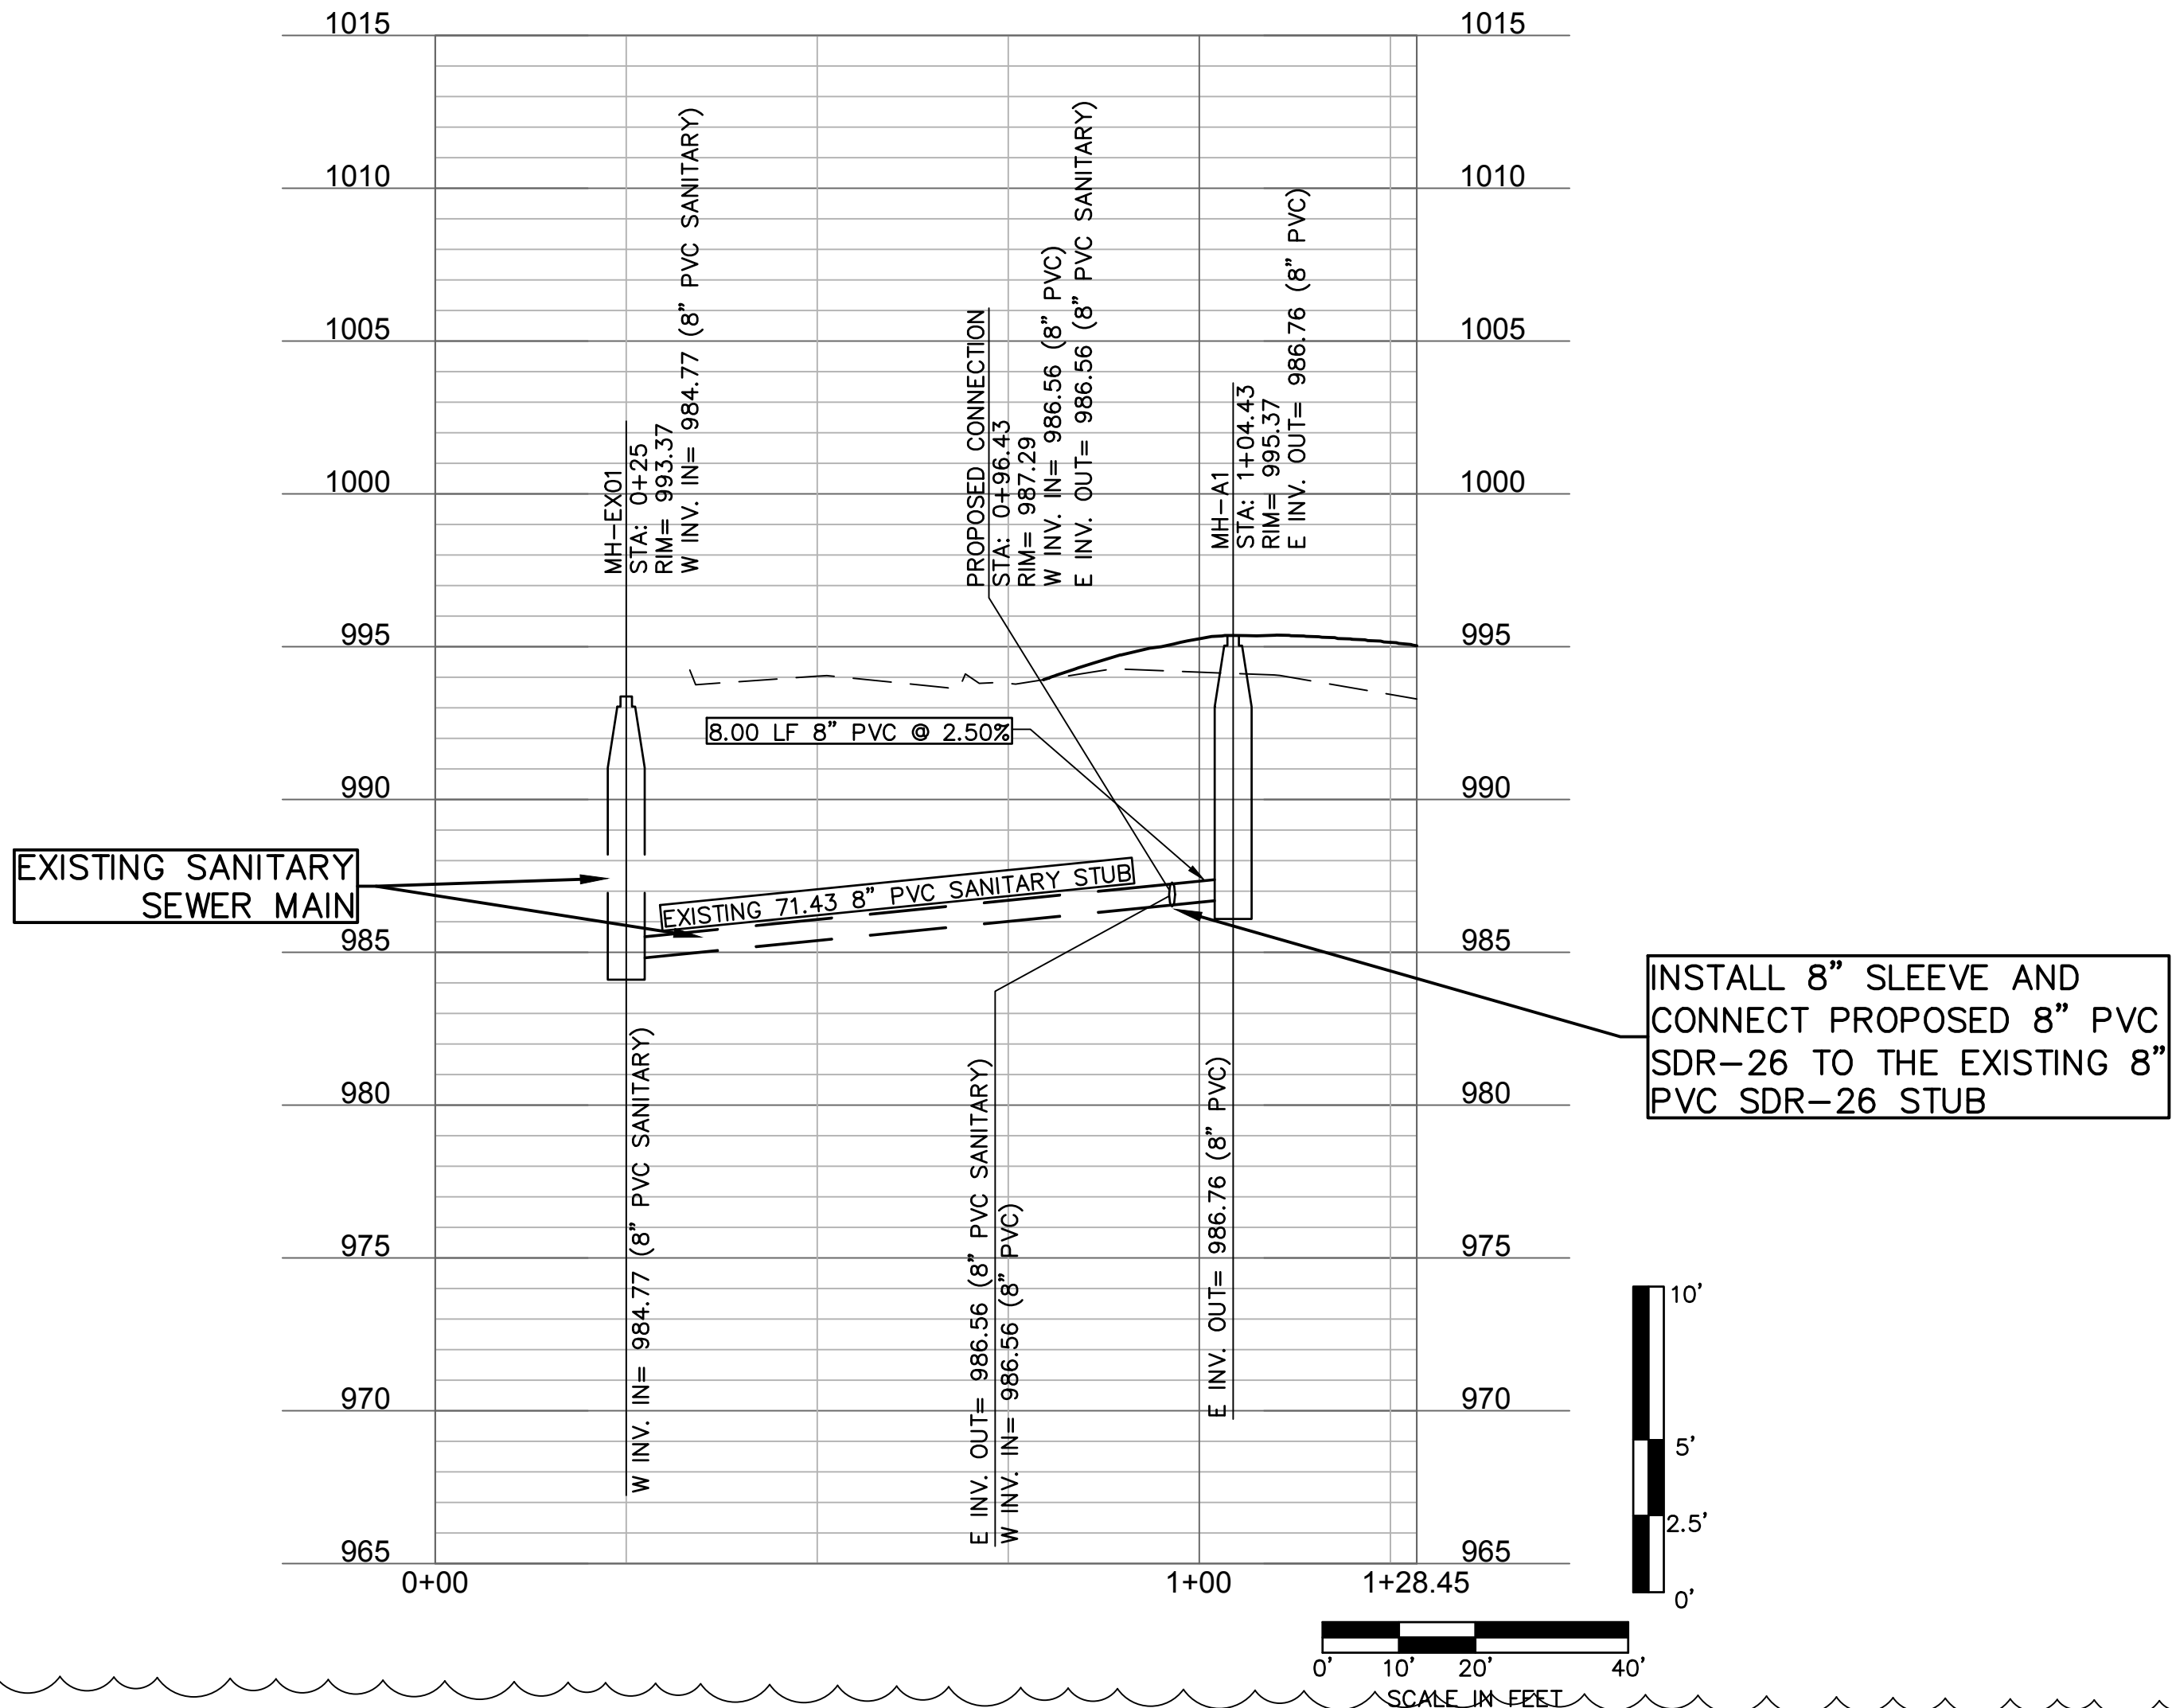 1015
1015
1010
1010
1005
1005
1000
1000
995
995
990
990
985
985
980
980
975
975
970
970
965
965
0+00
1+00
1+28.45
MH-EX01
STA: 0+25
RIM= 993.37
W INV. IN= 984.77 (8" PVC SANITARY)
PROPOSED CONNECTION
STA: 0+96.43
RIM= 987.29
W INV. IN= 986.56 (8" PVC)
E INV. OUT= 986.56 (8" PVC SANITARY)
MH-A1
STA: 1+04.43
RIM= 995.37
E INV. OUT= 986.76 (8" PVC)
8.00 LF 8" PVC @ 2.50%
EXISTING SANITARY
SEWER MAIN
EXISTING 71.43 8" PVC SANITARY STUB
INSTALL 8" SLEEVE AND
CONNECT PROPOSED 8" PVC
SDR-26 TO THE EXISTING 8"
PVC SDR-26 STUB
W INV. IN= 984.77 (8" PVC SANITARY)
E INV. OUT= 986.56 (8" PVC SANITARY)
W INV. IN= 986.56 (8" PVC)
E INV. OUT= 986.76 (8" PVC)
10'
5'
2.5'
0'
0'
10'
20'
40'
SCALE IN FEET